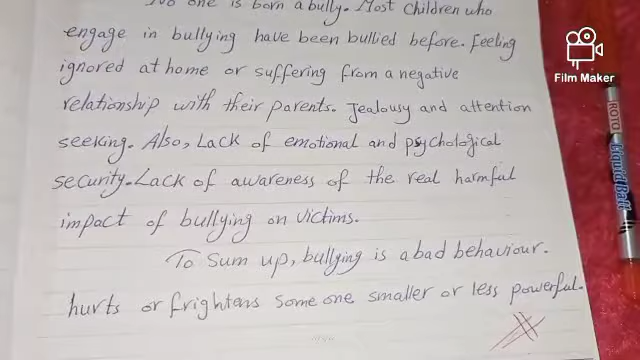 No one is born a bully. Most children who
engage in bullying have been bullied before. Feeling
ignored at home or suffering from a negative
relationship with their parents. Jealousy and attention
seeking. Also, Lack of emotional and psychological
security. Lack of awareness of the real harmful
impact of bullying on victims.
To sum up, bullying is a bad behaviour.
hurts or frightens some one smaller or less powerful.
Film Maker
ROTO Liquid Ball